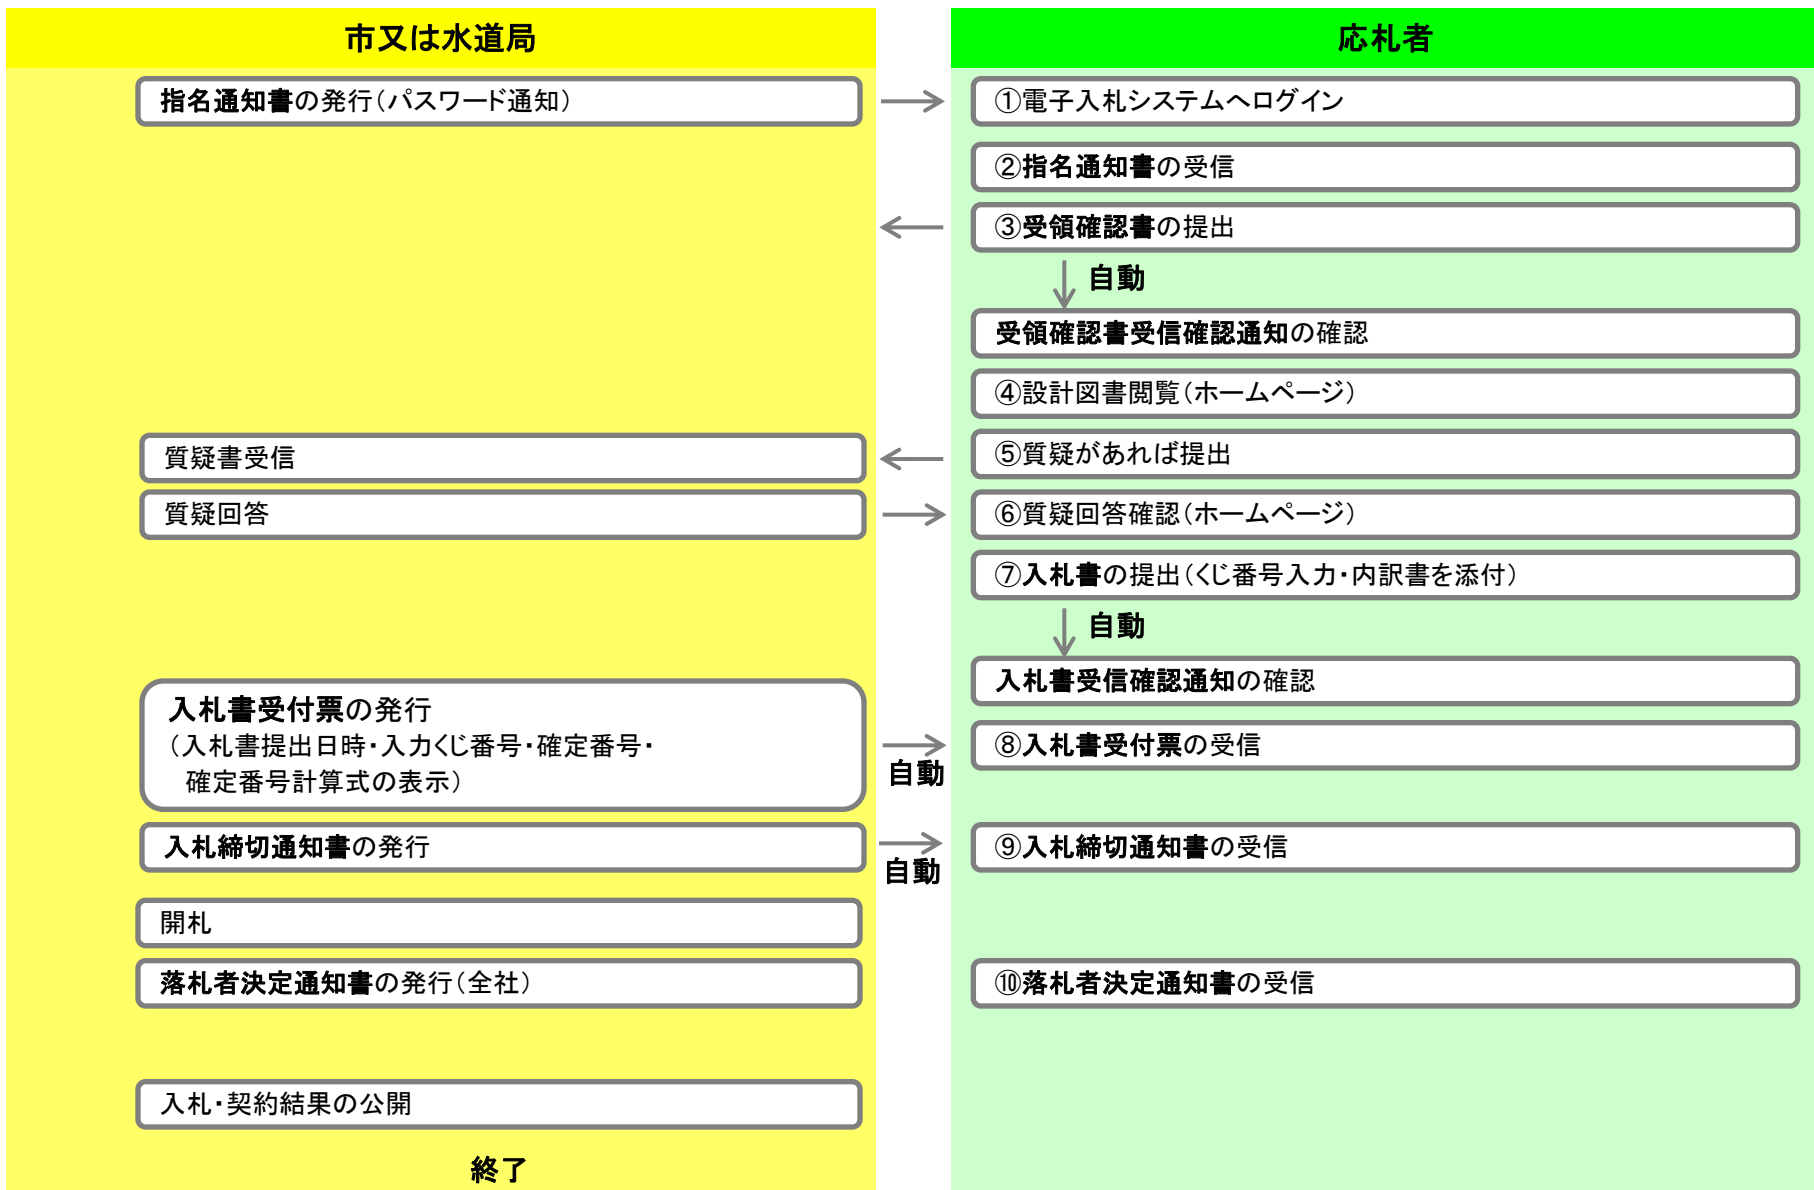 市又は水道局
応札者
指名通知書の発行（パスワード通知）
①電子入札システムへログイン
②指名通知書の受信
③受領確認書の提出
自動
受領確認書受信確認通知の確認
④設計図書閲覧（ホームページ）
質疑書受信
⑤質疑があれば提出
質疑回答
⑥質疑回答確認（ホームページ）
⑦入札書の提出（くじ番号入力・内訳書を添付）
自動
入札書受信確認通知の確認
入札書受付票の発行
（入札書提出日時・入力くじ番号・確定番号・
確定番号計算式の表示）
自動
⑧入札書受付票の受信
入札締切通知書の発行
自動
⑨入札締切通知書の受信
開札
落札者決定通知書の発行（全社）
⑩落札者決定通知書の受信
入札・契約結果の公開
終了